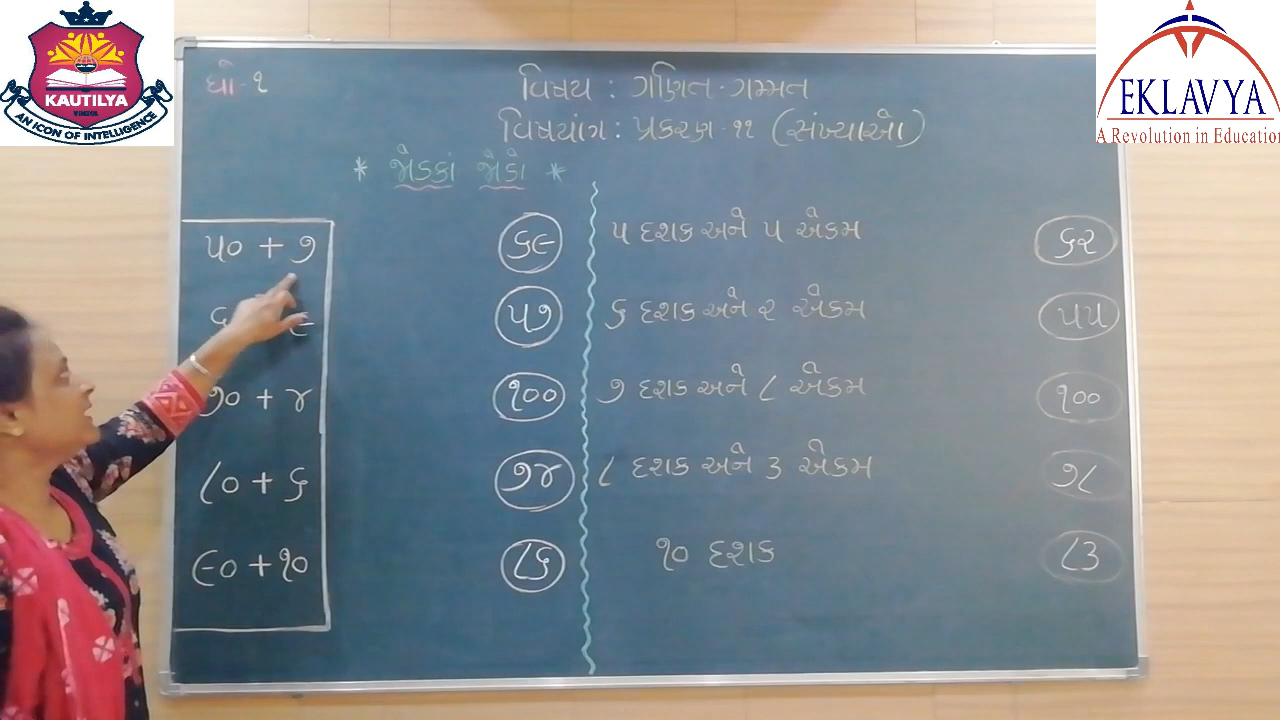 KAUTILYA
VIDYA
AN ICON OF INTELLIGENCE
EKLAVYA
A Revolution in Education
ધો-૧
વિષય : ગણિત-ગમ્મત
વિષયાંગ : પ્રકરણ-૧૧ (સંખ્યાઓ)
* જોડકાં જોડો *
૫૦ + ૭ ૬૯ ૫ દશક અને ૫ એકમ ૬૨
૯ ૫૭ ૬ દશક અને ૨ એકમ ૫૫
૭૦ + ૪ ૧૦૦ ૭ દશક અને ૮ એકમ ૧૦૦
૮૦ + ૬ ૭૪ ૮ દશક અને ૩ એકમ ૭૮
૯૦ + ૧૦ ૮૬ ૧૦ દશક ૮૩